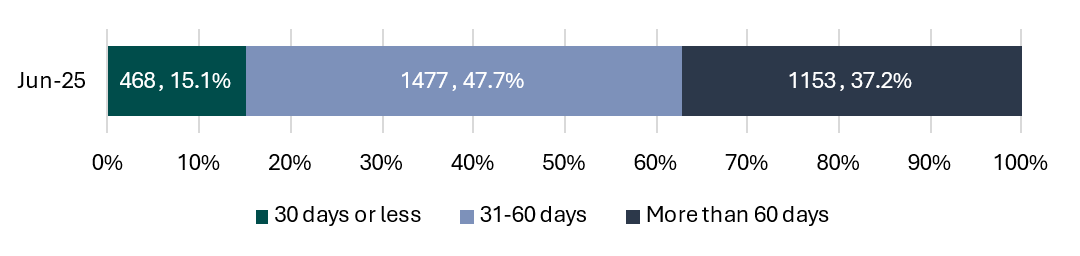 Jun-25 468, 15.1% 1477, 47.7% 1153, 37.2%
0% 10% 20% 30% 40% 50% 60% 70% 80% 90% 100%
30 days or less 31-60 days More than 60 days